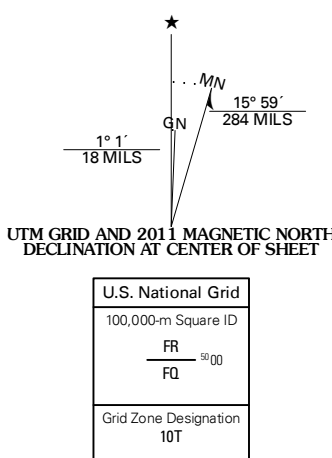 ★
MN
15° 59´
284 MILS
GN
1° 1´
18 MILS
UTM GRID AND 2011 MAGNETIC NORTH
DECLINATION AT CENTER OF SHEET
U.S. National Grid
100,000-m Square ID
FR
5000
FQ
Grid Zone Designation
10T